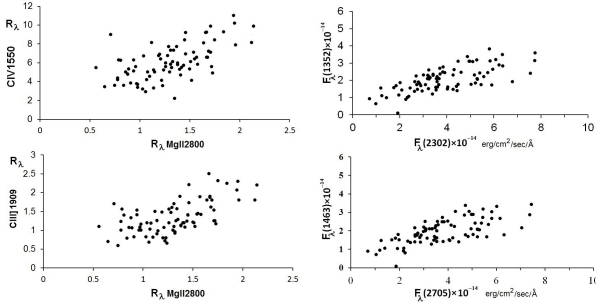 Rλ
CIV1550
12
10
8
6
4
2
0
0 0.5 1 1.5 2 2.5
Rλ MgII2800
Fλ(1352)×10⁻¹⁴
6
5
4
3
2
1
0
0 2 4 6 8 10
Fλ(2302)×10⁻¹⁴ erg/cm²/sec/Å
Rλ
CIII]1909
3
2.5
2
1.5
1
0.5
0
0 0.5 1 1.5 2 2.5
Rλ MgII2800
Fλ(1463)×10⁻¹⁴
6
5
4
3
2
1
0
0 2 4 6 8 10
Fλ(2705)×10⁻¹⁴ erg/cm²/sec/Å